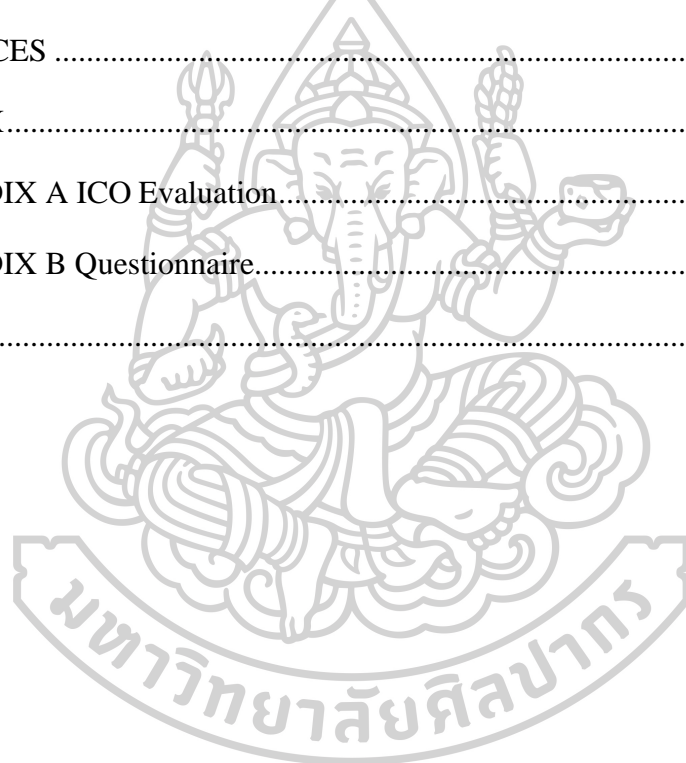 CES ....................................................................
X.........................................................................
DIX A ICO Evaluation...........................................
DIX B Questionnaire.............................................
..........................................................................
มหาวิทยาลัยศิลปากร